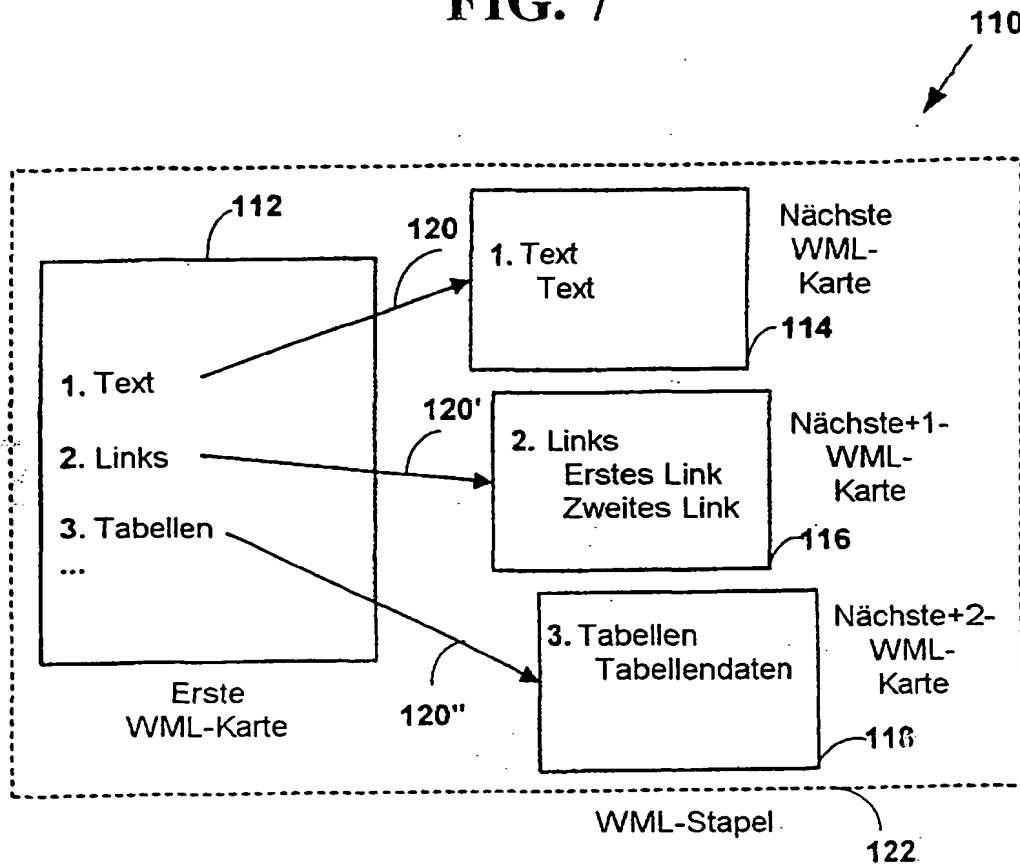 FIG. 7
110
112
120
1. Text
Text
Nächste
WML-
Karte
114
1. Text
2. Links
3. Tabellen
...
120'
2. Links
Erstes Link
Zweites Link
Nächste+1-
WML-
Karte
116
3. Tabellen
Tabellendaten
Nächste+2-
WML-
Karte
118
120"
Erste
WML-Karte
WML-Stapel
122